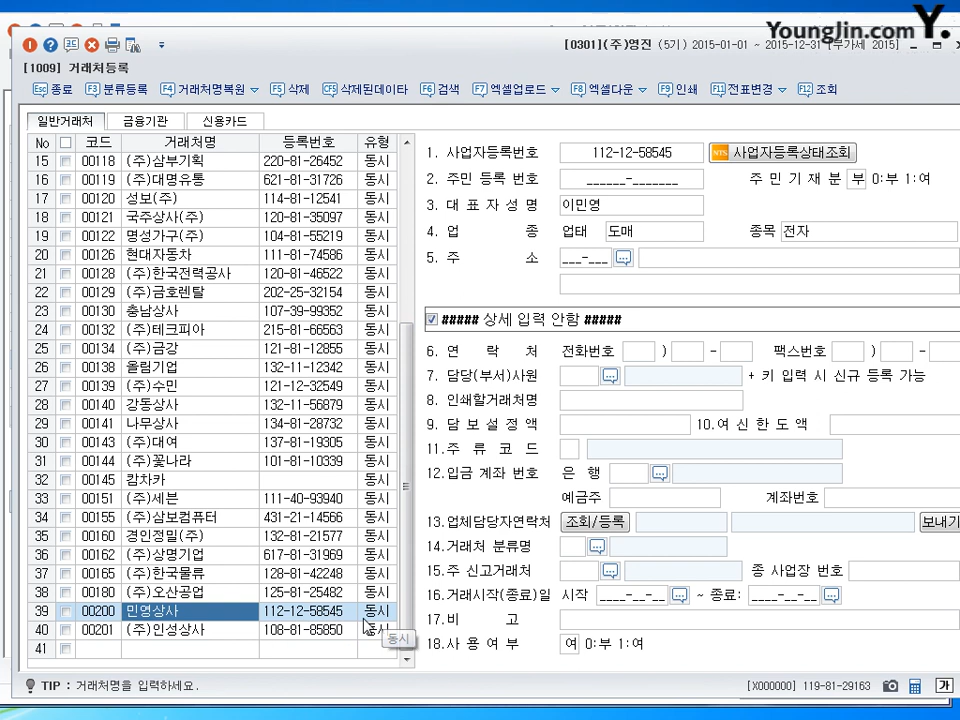 YoungJin.com Y.
[0301](주)영진 (5기) 2015-01-01 ~ 2015-12-31 [부가세 2015]
[1009] 거래처등록
Esc 종료 F3 분류등록 F4 거래처명복원 F5 삭제 CF5 삭제된데이타 F6 검색 F7 엑셀업로드 F8 엑셀다운 F9 인쇄 F11 전표변경 F12 조회
일반거래처 금융기관 신용카드
No 코드 거래처명 등록번호 유형
15 00118 (주)삼부기획 220-81-26452 동시
16 00119 (주)대명유통 621-81-31726 동시
17 00120 성보(주) 114-81-12541 동시
18 00121 국주상사(주) 120-81-35097 동시
19 00122 명성가구(주) 104-81-55219 동시
20 00126 현대자동차 111-81-74586 동시
21 00128 (주)한국전력공사 120-81-46522 동시
22 00129 (주)금호렌탈 202-25-32154 동시
23 00130 충남상사 107-39-99352 동시
24 00132 (주)테크피아 215-81-66563 동시
25 00134 (주)금강 121-81-12855 동시
26 00138 올림기업 132-11-12342 동시
27 00139 (주)수민 121-12-32549 동시
28 00140 강동상사 132-11-56879 동시
29 00141 나무상사 134-81-28732 동시
30 00143 (주)대여 137-81-19305 동시
31 00144 (주)꽃나라 101-81-10339 동시
32 00145 캄차카 동시
33 00151 (주)세븐 111-40-93940 동시
34 00155 (주)삼보컴퓨터 431-21-14566 동시
35 00160 경인정밀(주) 132-81-21577 동시
36 00162 (주)상명기업 617-81-31969 동시
37 00165 (주)한국물류 128-81-42248 동시
38 00180 (주)오산공업 125-81-25482 동시
39 00200 민영상사 112-12-58545 동시
40 00201 (주)인성상사 108-81-85850 동시
41
동시
1. 사업자등록번호 112-12-58545 NTS 사업자등록상태조회
2. 주민 등록 번호 ______-_______ 주 민 기 재 분 부 0:부 1:여
3. 대 표 자 성 명 이민영
4. 업 종 업태 도매 종목 전자
5. 주 소 ___-___
##### 상세 입력 안함 #####
6. 연 락 처 전화번호 ) - 팩스번호 ) -
7. 담당(부서)사원 + 키 입력 시 신규 등록 가능
8. 인쇄할거래처명
9. 담 보 설 정 액 10.여 신 한 도 액
11.주 류 코 드
12.입금 계좌 번호 은 행
예금주 계좌번호
13.업체담당자연락처 조회/등록 보내기
14.거래처 분류명
15.주 신고거래처 종 사업장 번호
16.거래시작(종료)일 시작 ____-__-__ ~ 종료: ____-__-__
17.비 고
18.사 용 여 부 여 0:부 1:여
TIP : 거래처명을 입력하세요. [X000000] 119-81-29163 가